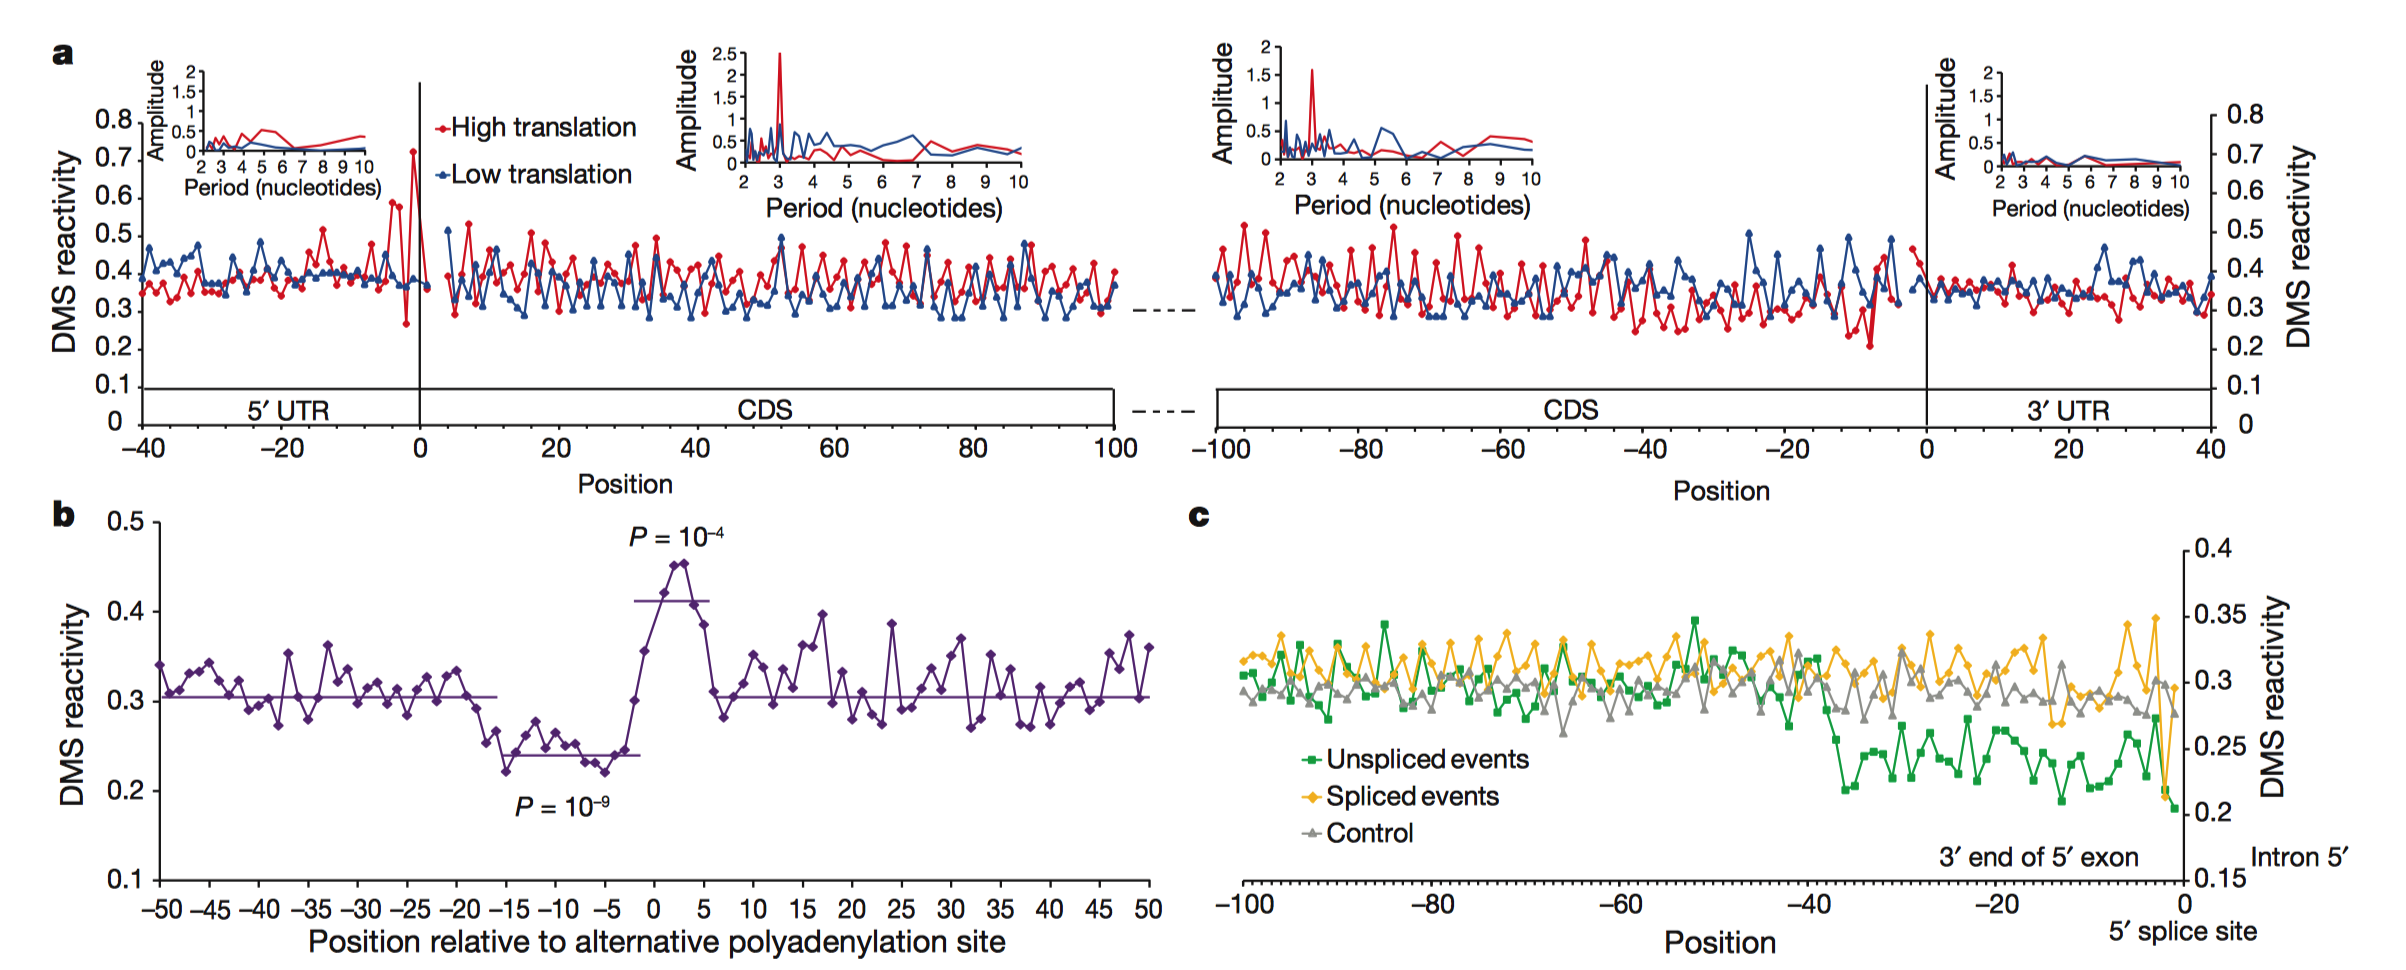 a
Amplitude
2
1.5
1
0.5
0
2 3 4 5 6 7 8 9 10
Period (nucleotides)
High translation
Low translation
Amplitude
2.5
2
1.5
1
0.5
0
2 3 4 5 6 7 8 9 10
Period (nucleotides)
Amplitude
2
1.5
1
0.5
0
2 3 4 5 6 7 8 9 10
Period (nucleotides)
Amplitude
2
1.5
1
0.5
0
2 3 4 5 6 7 8 9 10
Period (nucleotides)
DMS reactivity
0.8
0.7
0.6
0.5
0.4
0.3
0.2
0.1
0
5′ UTR
CDS
CDS
3′ UTR
–40 –20 0 20 40 60 80 100
Position
–100 –80 –60 –40 –20 0 20 40
Position
0.8
0.7
0.6
0.5
0.4
0.3
0.2
0.1
0
DMS reactivity
b
DMS reactivity
0.5
0.4
0.3
0.2
0.1
P = 10–4
P = 10–9
–50 –45 –40 –35 –30 –25 –20 –15 –10 –5 0 5 10 15 20 25 30 35 40 45 50
Position relative to alternative polyadenylation site
c
Unspliced events
Spliced events
Control
3′ end of 5′ exon
Intron 5′
0.4
0.35
0.3
0.25
0.2
0.15
DMS reactivity
–100 –80 –60 –40 –20 0
5′ splice site
Position